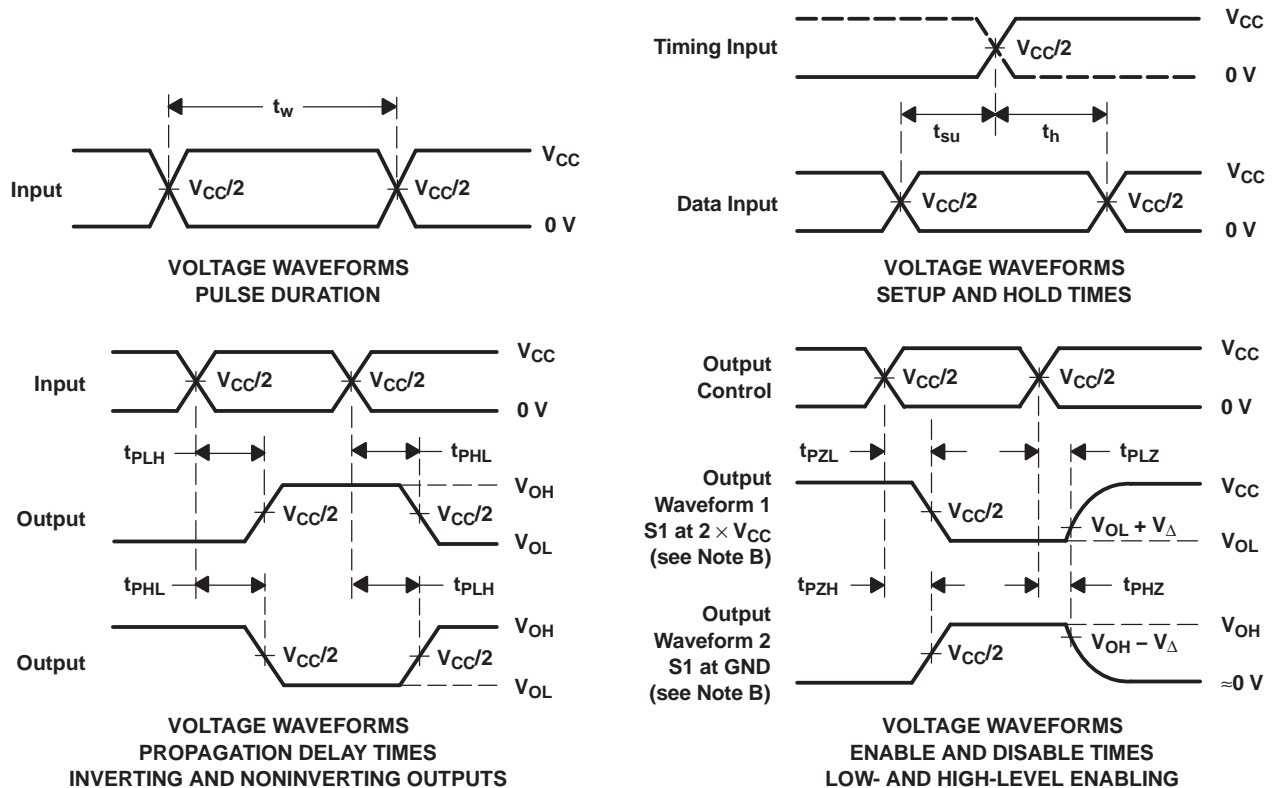 t_w
Input
V_CC/2
V_CC/2
V_CC
0 V
VOLTAGE WAVEFORMS
PULSE DURATION
Timing Input
V_CC/2
V_CC
0 V
t_su
t_h
Data Input
V_CC/2
V_CC/2
V_CC
0 V
VOLTAGE WAVEFORMS
SETUP AND HOLD TIMES
Input
V_CC/2
V_CC/2
V_CC
0 V
t_PLH
t_PHL
Output
V_CC/2
V_CC/2
V_OH
V_OL
t_PHL
t_PLH
Output
V_CC/2
V_CC/2
V_OH
V_OL
VOLTAGE WAVEFORMS
PROPAGATION DELAY TIMES
INVERTING AND NONINVERTING OUTPUTS
Output
Control
V_CC/2
V_CC/2
V_CC
0 V
t_PZL
t_PLZ
Output
Waveform 1
S1 at 2 × V_CC
(see Note B)
V_CC/2
V_OL + V_Δ
V_CC
V_OL
t_PZH
t_PHZ
Output
Waveform 2
S1 at GND
(see Note B)
V_CC/2
V_OH – V_Δ
V_OH
≈0 V
VOLTAGE WAVEFORMS
ENABLE AND DISABLE TIMES
LOW- AND HIGH-LEVEL ENABLING